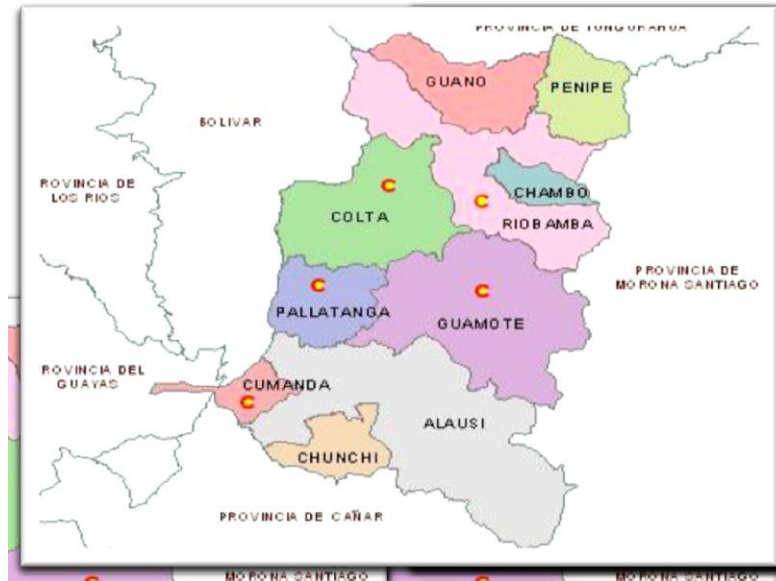 PROVINCIA DE TUNGURAHUA
GUANO
PENIPE
BOLIVAR
ROVINCIA DE
LOS RIOS
CHAMBO
C
C
COLTA
RIOBAMBA
PROVINCIA DE
MORONA SANTIAGO
C
C
PALLATANGA
GUAMOTE
ROVINCIA DEL
GUAYAS
CUMANDA
C
ALAUSI
CHUNCHI
PROVINCIA DE CAÑAR
MORONA SANTIAGO
MORONA SANTIAGO
C
C